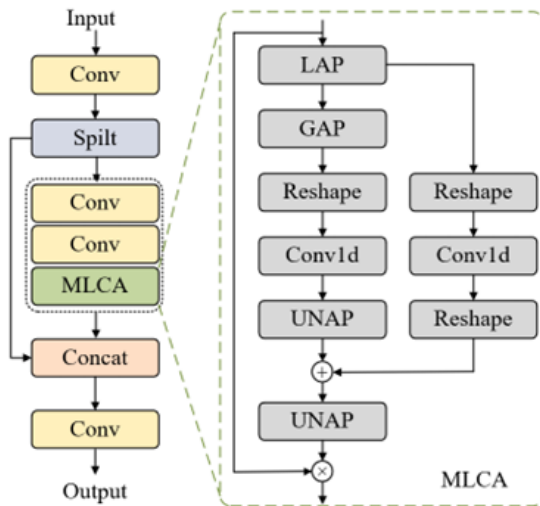 Input
Conv
Spilt
Conv
Conv
MLCA
Concat
Conv
Output
LAP
GAP
Reshape
Conv1d
UNAP
+
UNAP
×
Reshape
Conv1d
Reshape
MLCA